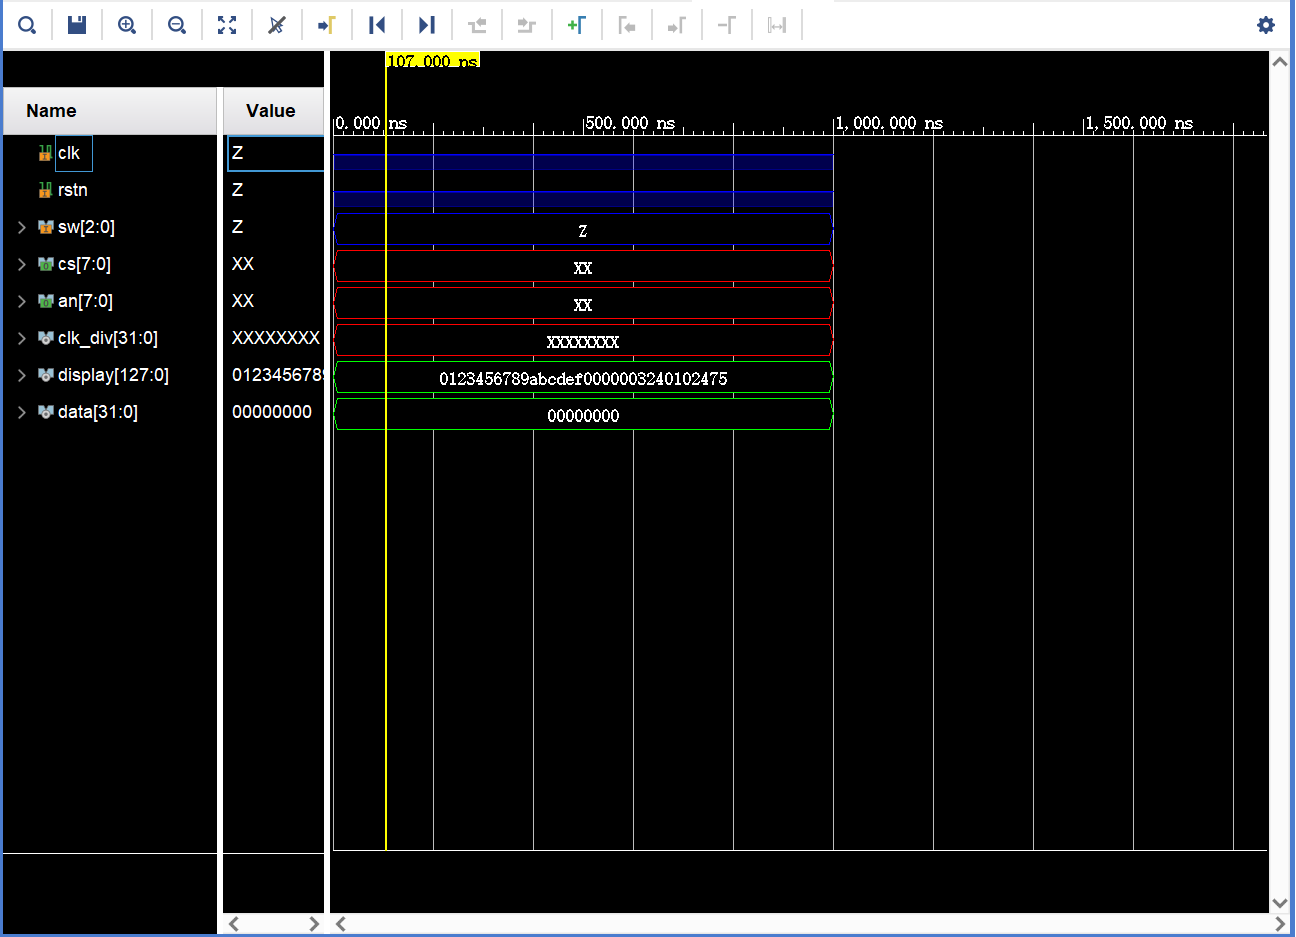 107.000 ns
Name Value
0.000 ns 500.000 ns 1,000.000 ns 1,500.000 ns
clk Z
rstn Z
sw[2:0] Z Z
cs[7:0] XX XX
an[7:0] XX XX
clk_div[31:0] XXXXXXXX XXXXXXXX
display[127:0] 0123456789 0123456789abcdef0000003240102475
data[31:0] 00000000 00000000